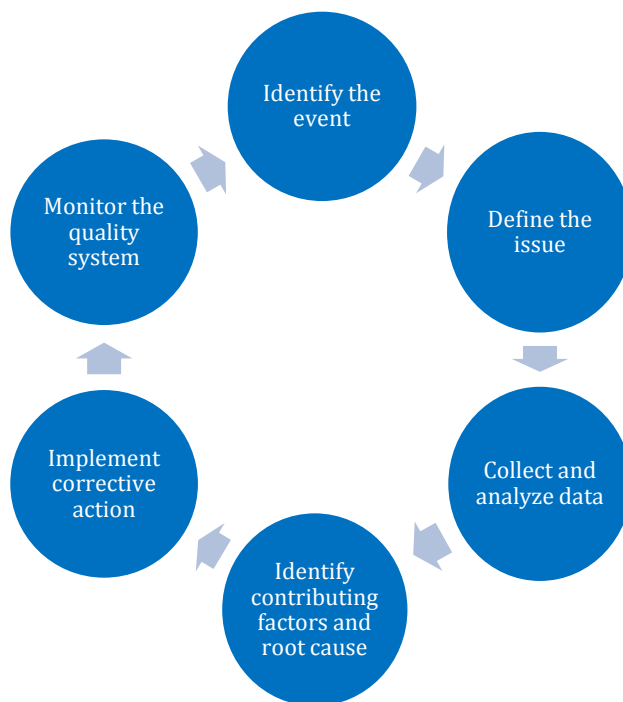 Identify the
event
Define the
issue
Collect and
analyze data
Identify
contributing
factors and
root cause
Implement
corrective
action
Monitor the
quality
system